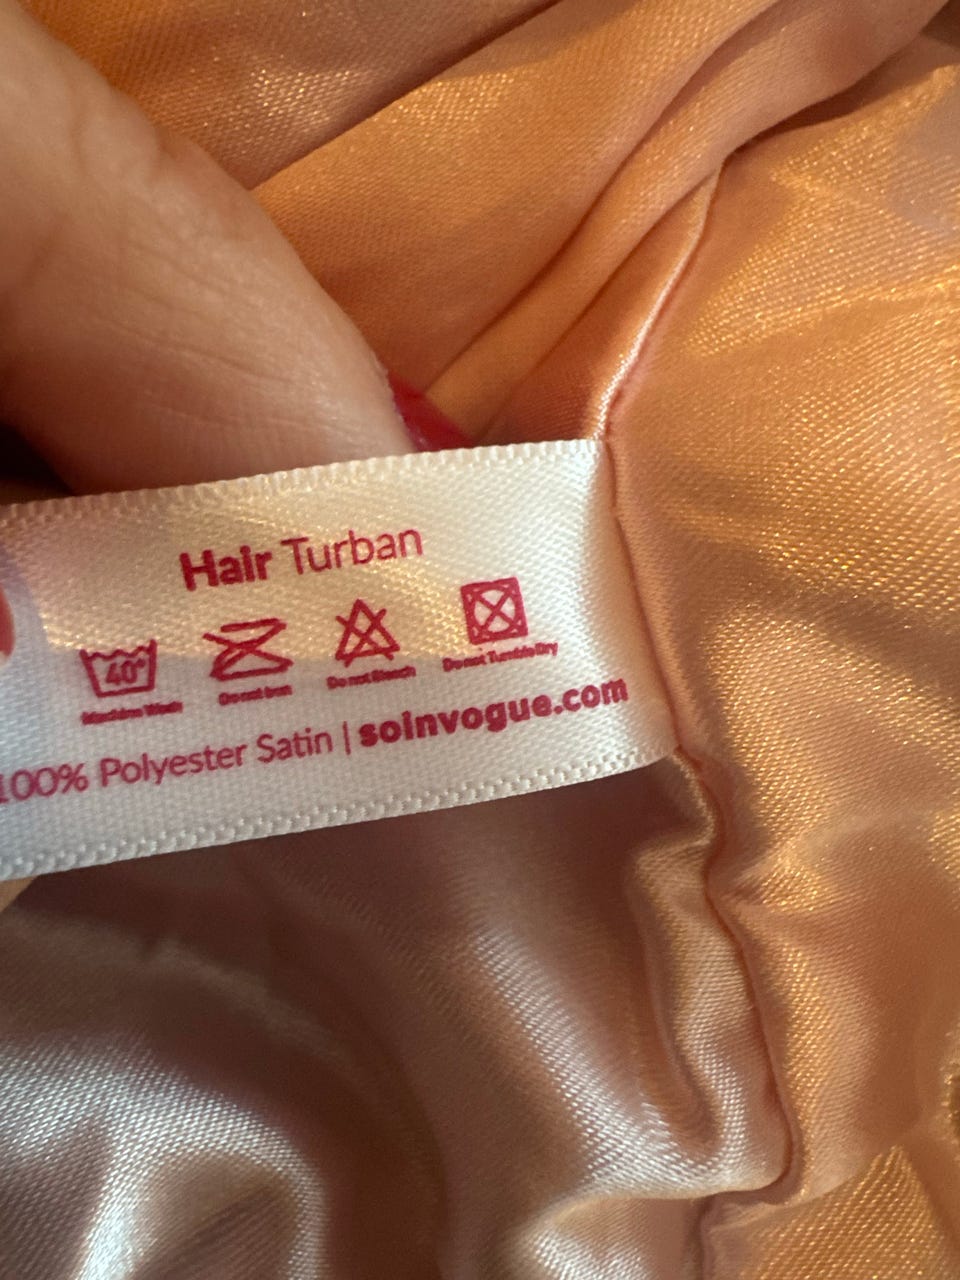 Hair Turban
40°
Machine Wash Do not Iron Do not Bleach Do not Tumble Dry
100% Polyester Satin | soinvogue.com